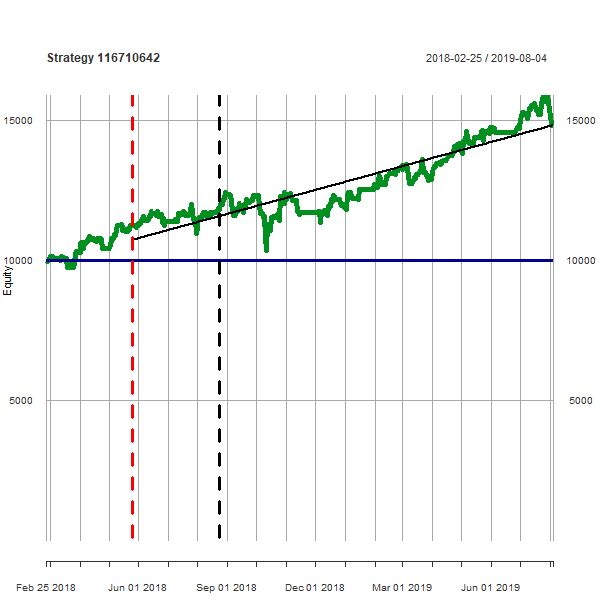 Strategy 116710642
2018-02-25 / 2019-08-04
15000 15000
10000 10000
Equity
5000 5000
Feb 25 2018 Jun 01 2018 Sep 01 2018 Dec 01 2018 Mar 01 2019 Jun 01 2019